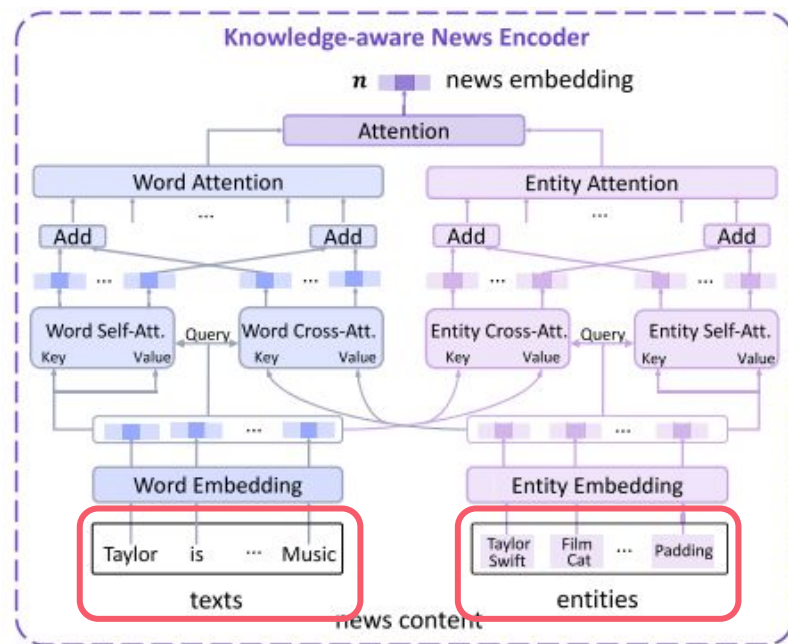 Knowledge-aware News Encoder
n news embedding
Attention
Word Attention Entity Attention
... ...
Add Add Add Add
... ... ... ...
Word Self-Att. Query Word Cross-Att. Entity Cross-Att. Query Entity Self-Att.
Key Value Key Value Key Value Key Value
... ...
Word Embedding Entity Embedding
Taylor is ... Music Taylor Swift Film Cat ... Padding
texts entities
news content